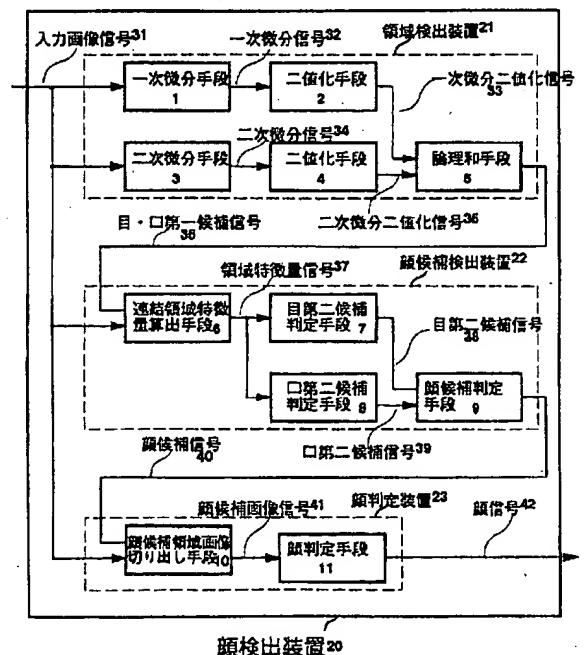 入力画像信号31
一次微分信号32
領域検出装置21
一次微分手段
1
二値化手段
2
一次微分二値化信号
33
二次微分信号34
二次微分手段
3
二値化手段
4
論理和手段
5
二次微分二値化信号35
目・口第一候補信号
36
領域特徴量信号37
顔候補検出装置22
連結領域特徴
量算出手段6
目第二候補
判定手段 7
目第二候補信号
38
口第二候補
判定手段 8
顔候補判定
手段 9
口第二候補信号39
顔候補信号
40
顔候補画像信号41
顔判定装置23
顔信号42
顔候補領域画像
切り出し手段10
顔判定手段
11
顔検出装置20